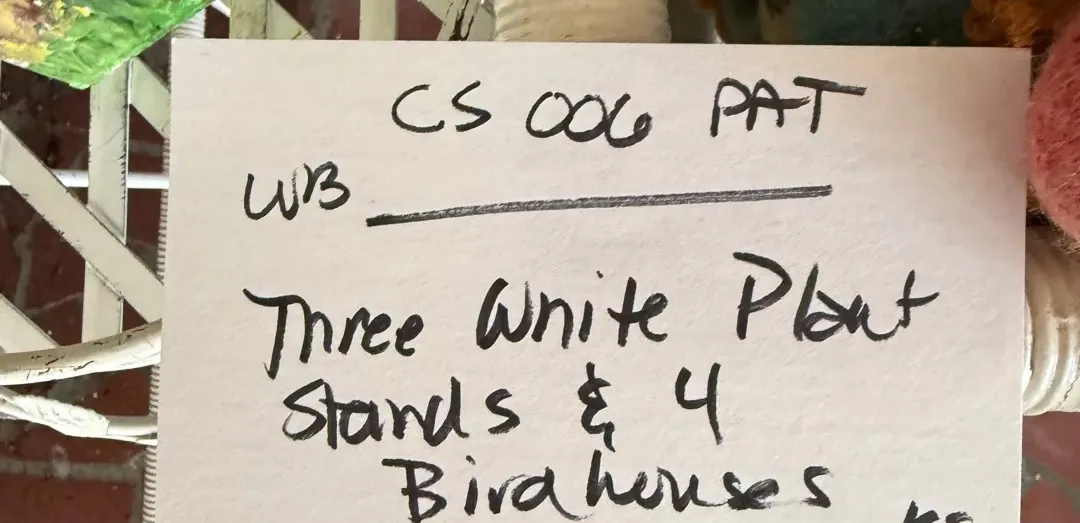 CS 006 PAT
WB
Three White Plant
Stands & 4
Birdhouses